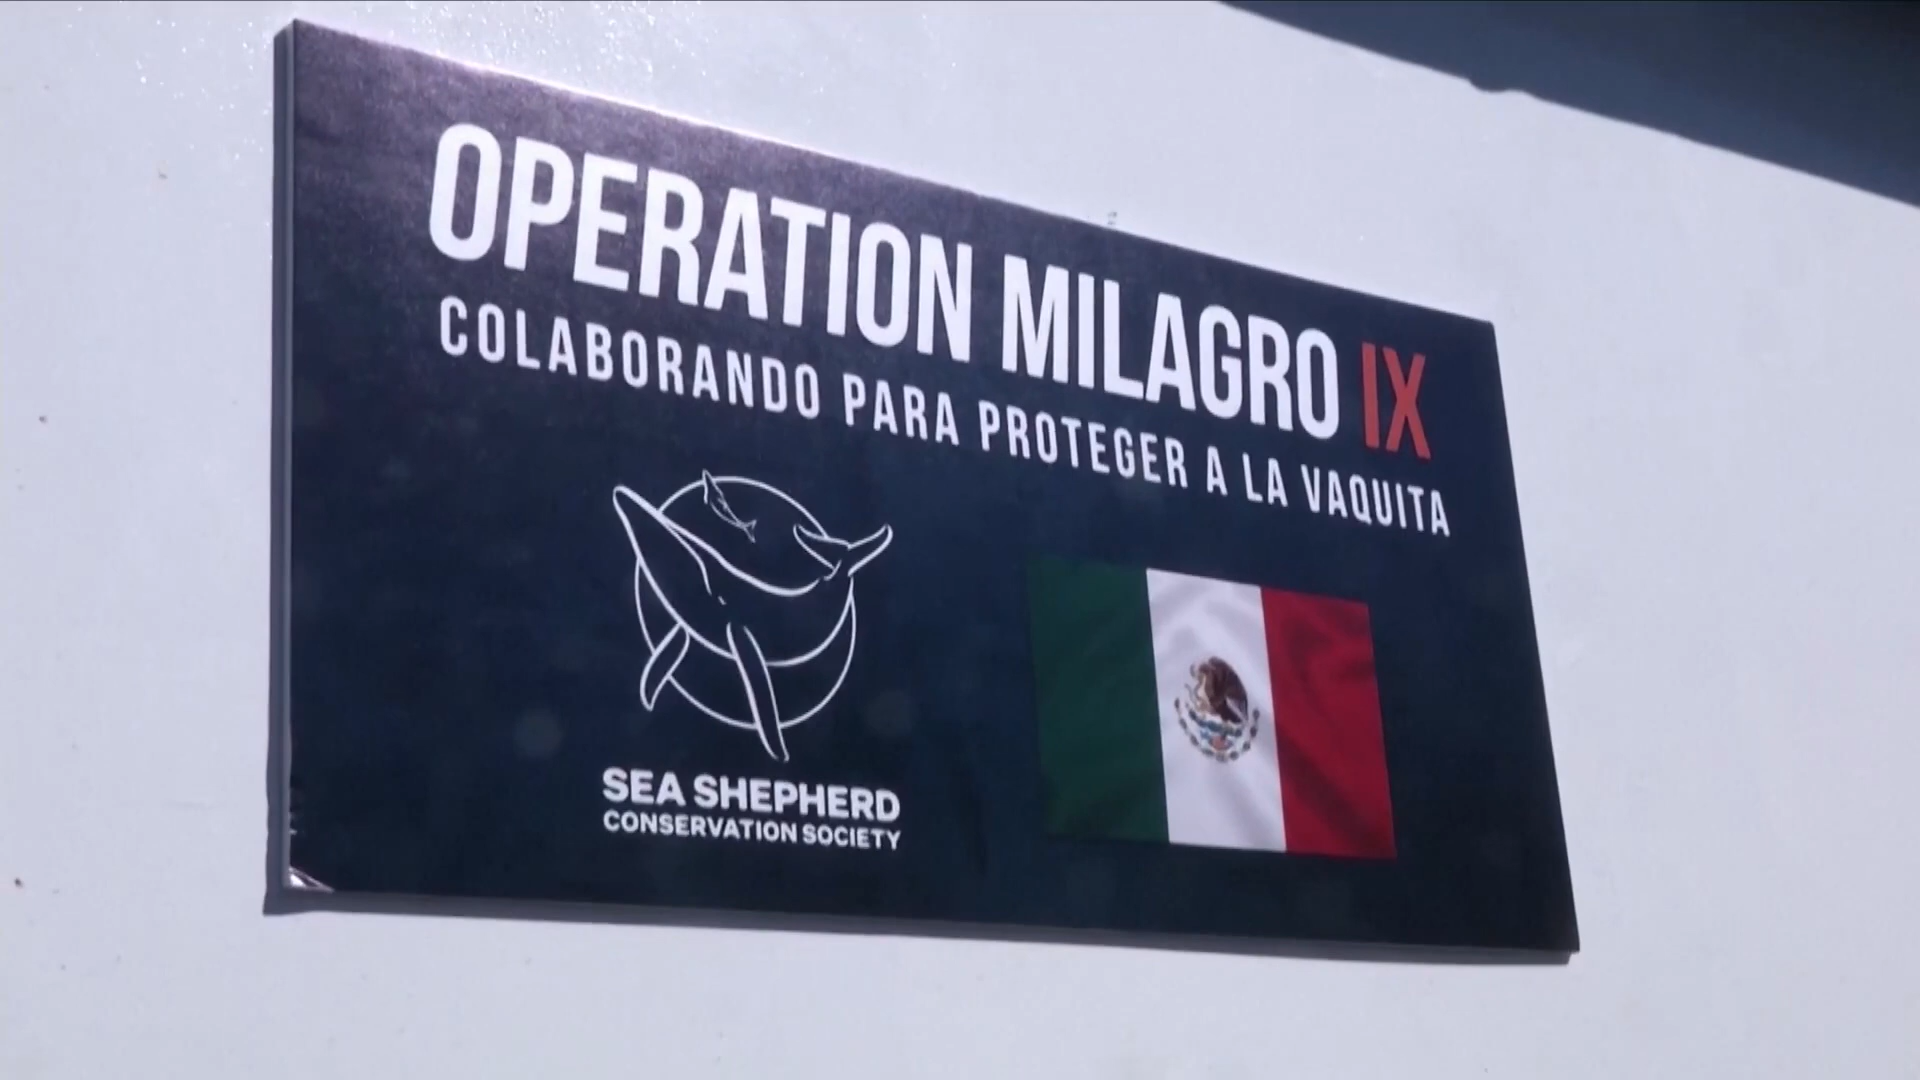 OPERATION MILAGRO IX
COLABORANDO PARA PROTEGER A LA VAQUITA
SEA SHEPHERD
CONSERVATION SOCIETY